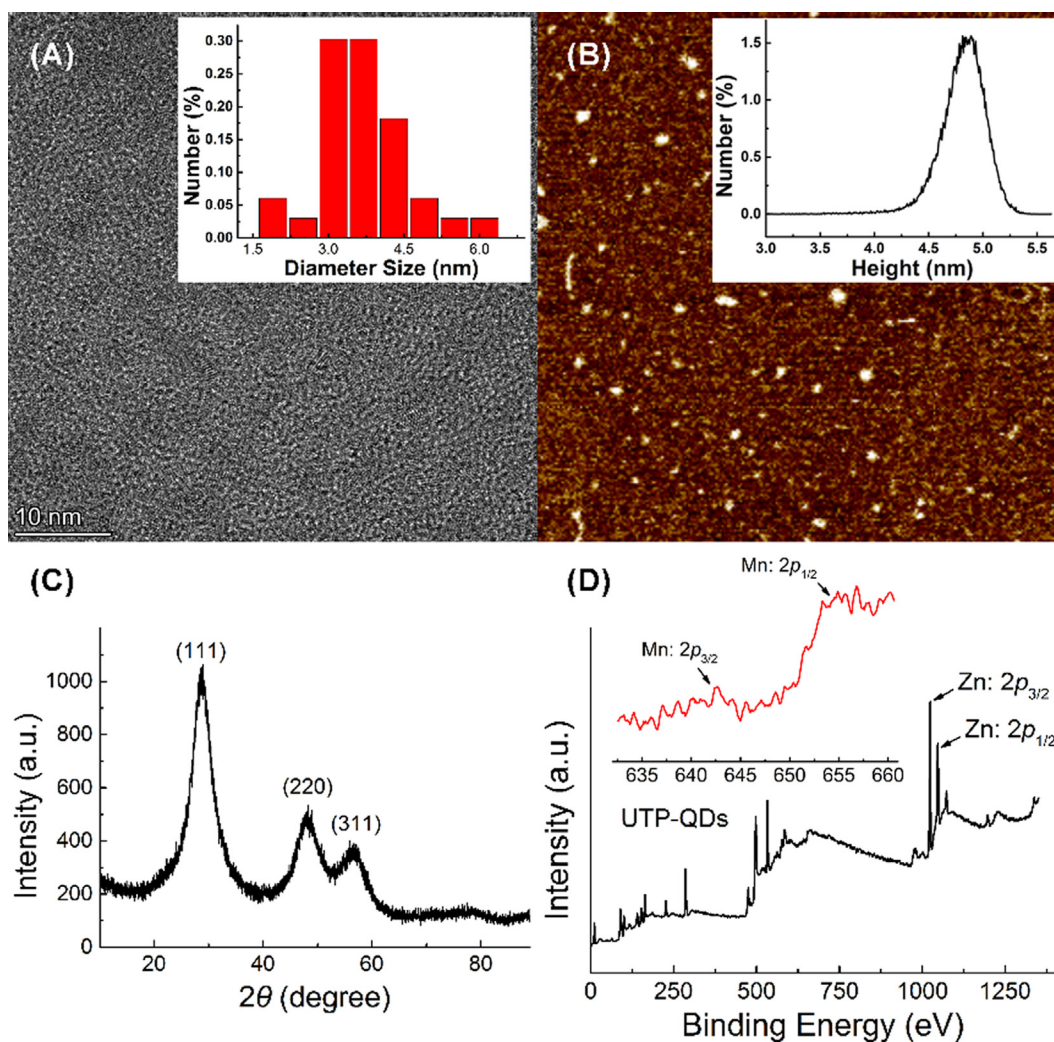 (A)
0.30
0.25
0.20
0.15
0.10
0.05
0.00
Number (%)
1.5 3.0 4.5 6.0
Diameter Size (nm)
10 nm
(B)
1.5
1.0
0.5
0.0
Number (%)
3.0 3.5 4.0 4.5 5.0 5.5
Height (nm)
(C)
(111)
(220)
(311)
1000
800
600
400
200
0
Intensity (a.u.)
20 40 60 80
2θ (degree)
(D)
Mn: 2p1/2
Mn: 2p3/2
635 640 645 650 655 660
Zn: 2p3/2
Zn: 2p1/2
UTP-QDs
Intensity (a.u.)
0 250 500 750 1000 1250
Binding Energy (eV)